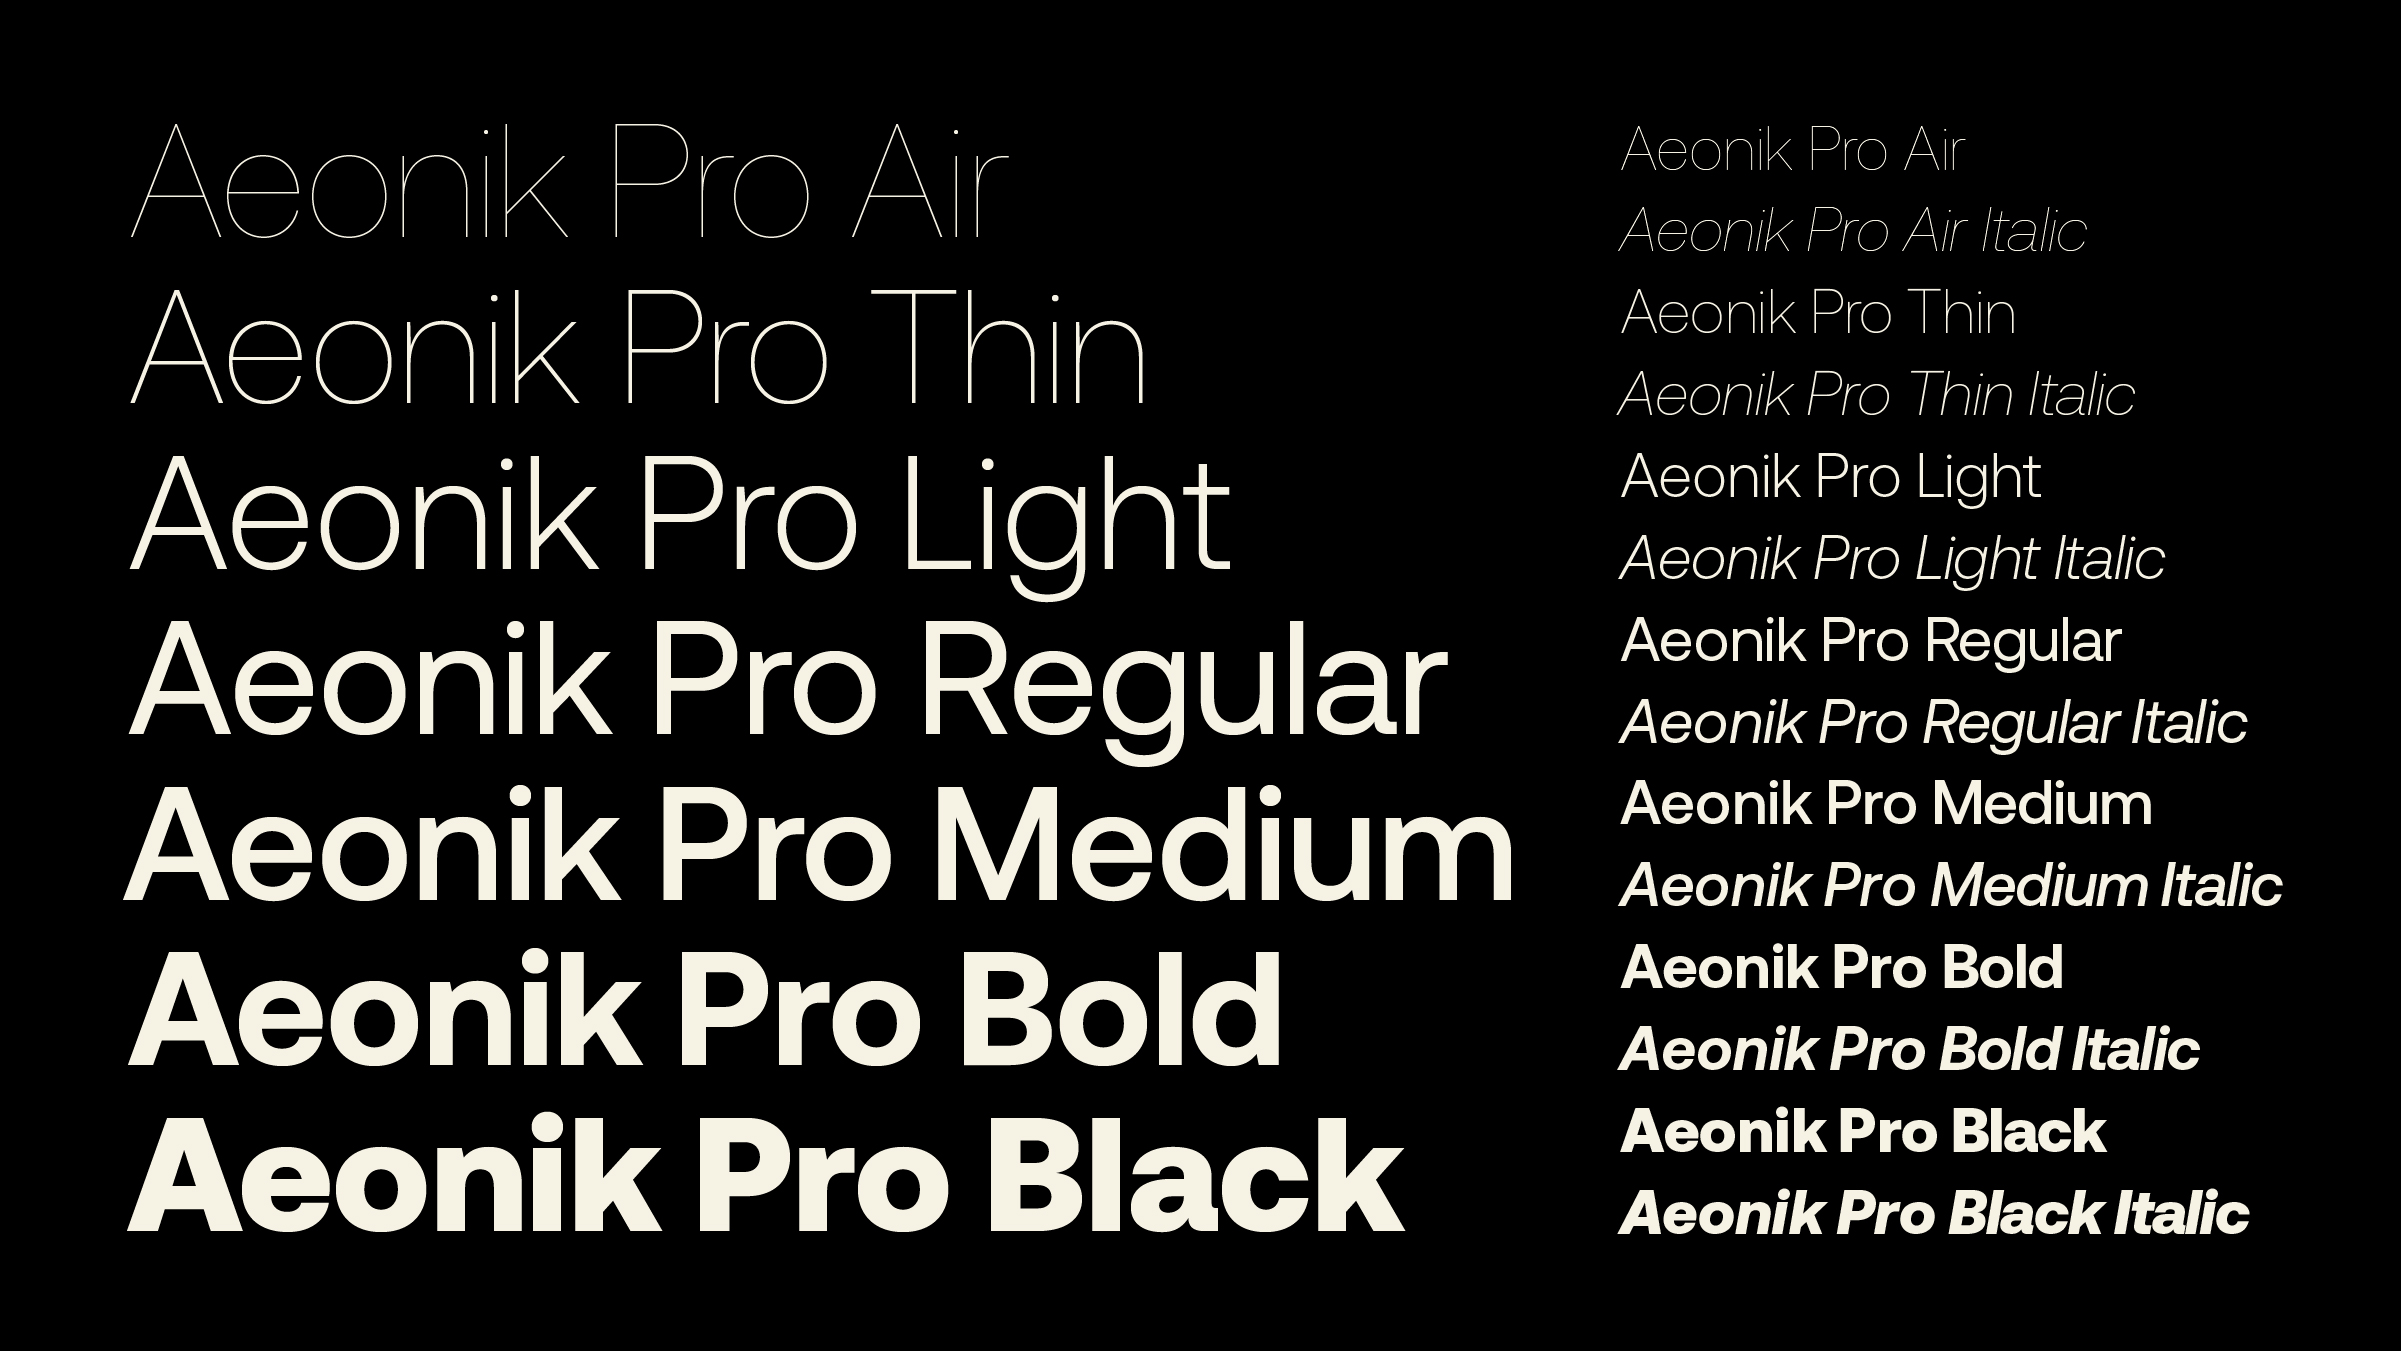 Aeonik Pro Air
Aeonik Pro Thin
Aeonik Pro Light
Aeonik Pro Regular
Aeonik Pro Medium
Aeonik Pro Bold
Aeonik Pro Black
Aeonik Pro Air
Aeonik Pro Air Italic
Aeonik Pro Thin
Aeonik Pro Thin Italic
Aeonik Pro Light
Aeonik Pro Light Italic
Aeonik Pro Regular
Aeonik Pro Regular Italic
Aeonik Pro Medium
Aeonik Pro Medium Italic
Aeonik Pro Bold
Aeonik Pro Bold Italic
Aeonik Pro Black
Aeonik Pro Black Italic